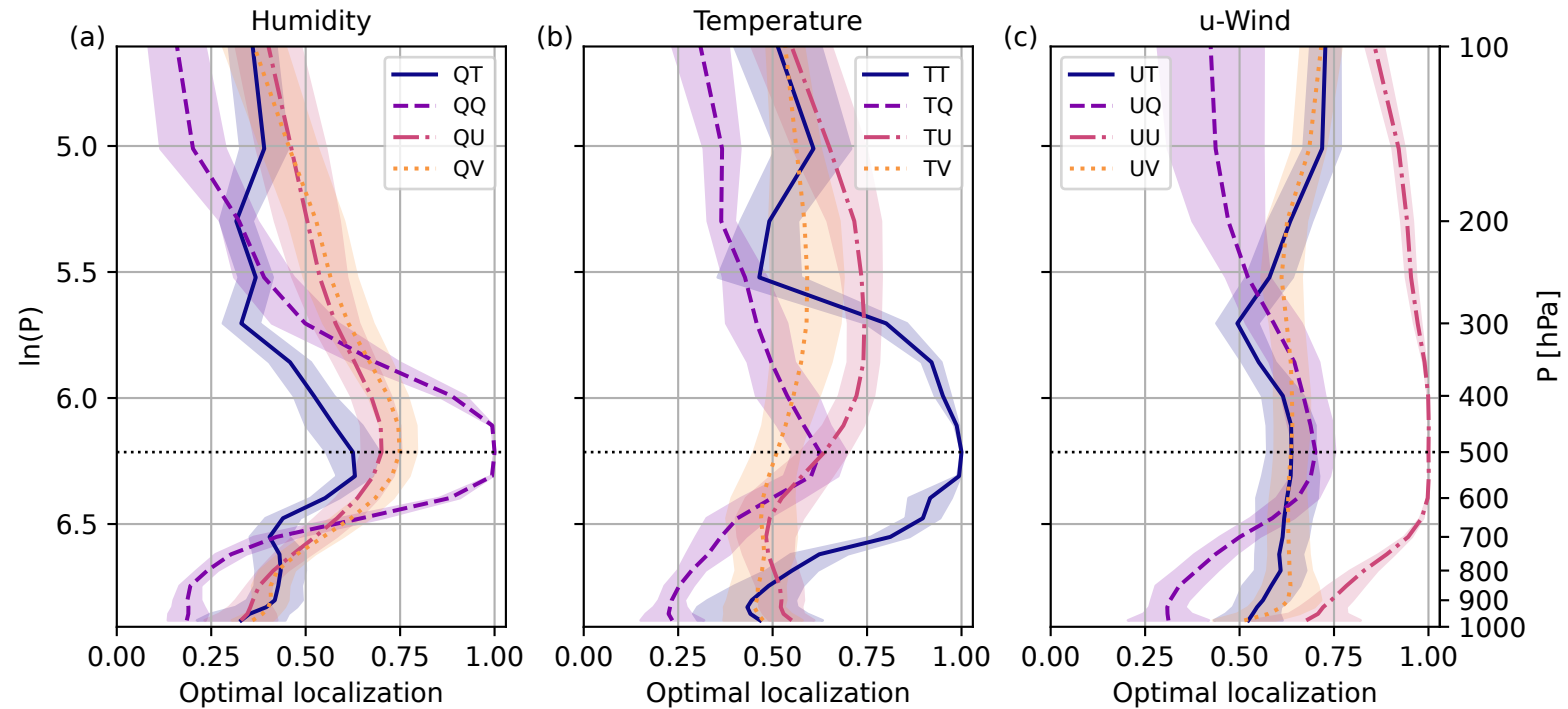 (a) Humidity
QT
QQ
QU
QV
ln(P)
5.0
5.5
6.0
6.5
0.00 0.25 0.50 0.75 1.00
Optimal localization
(b) Temperature
TT
TQ
TU
TV
0.00 0.25 0.50 0.75 1.00
Optimal localization
(c) u-Wind
UT
UQ
UU
UV
0.00 0.25 0.50 0.75 1.00
Optimal localization
100
200
300
400
500
600
700
800
900
1000
P [hPa]